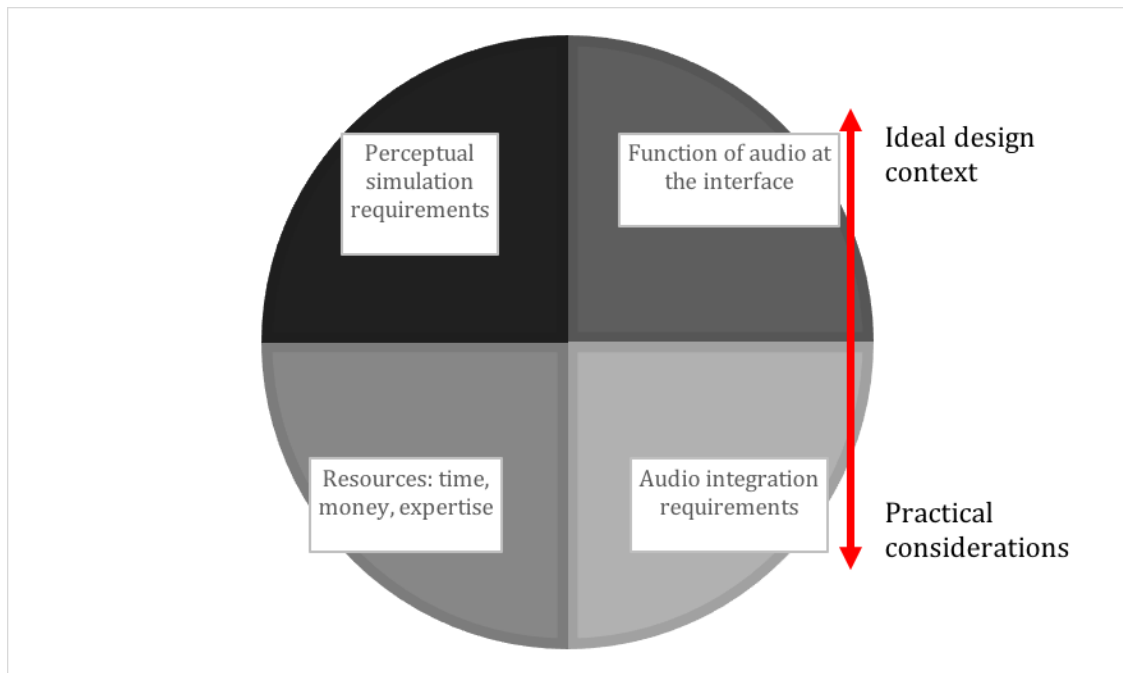 Perceptual
simulation
requirements
Function of audio at
the interface
Ideal design
context
Resources: time,
money, expertise
Audio integration
requirements
Practical
considerations